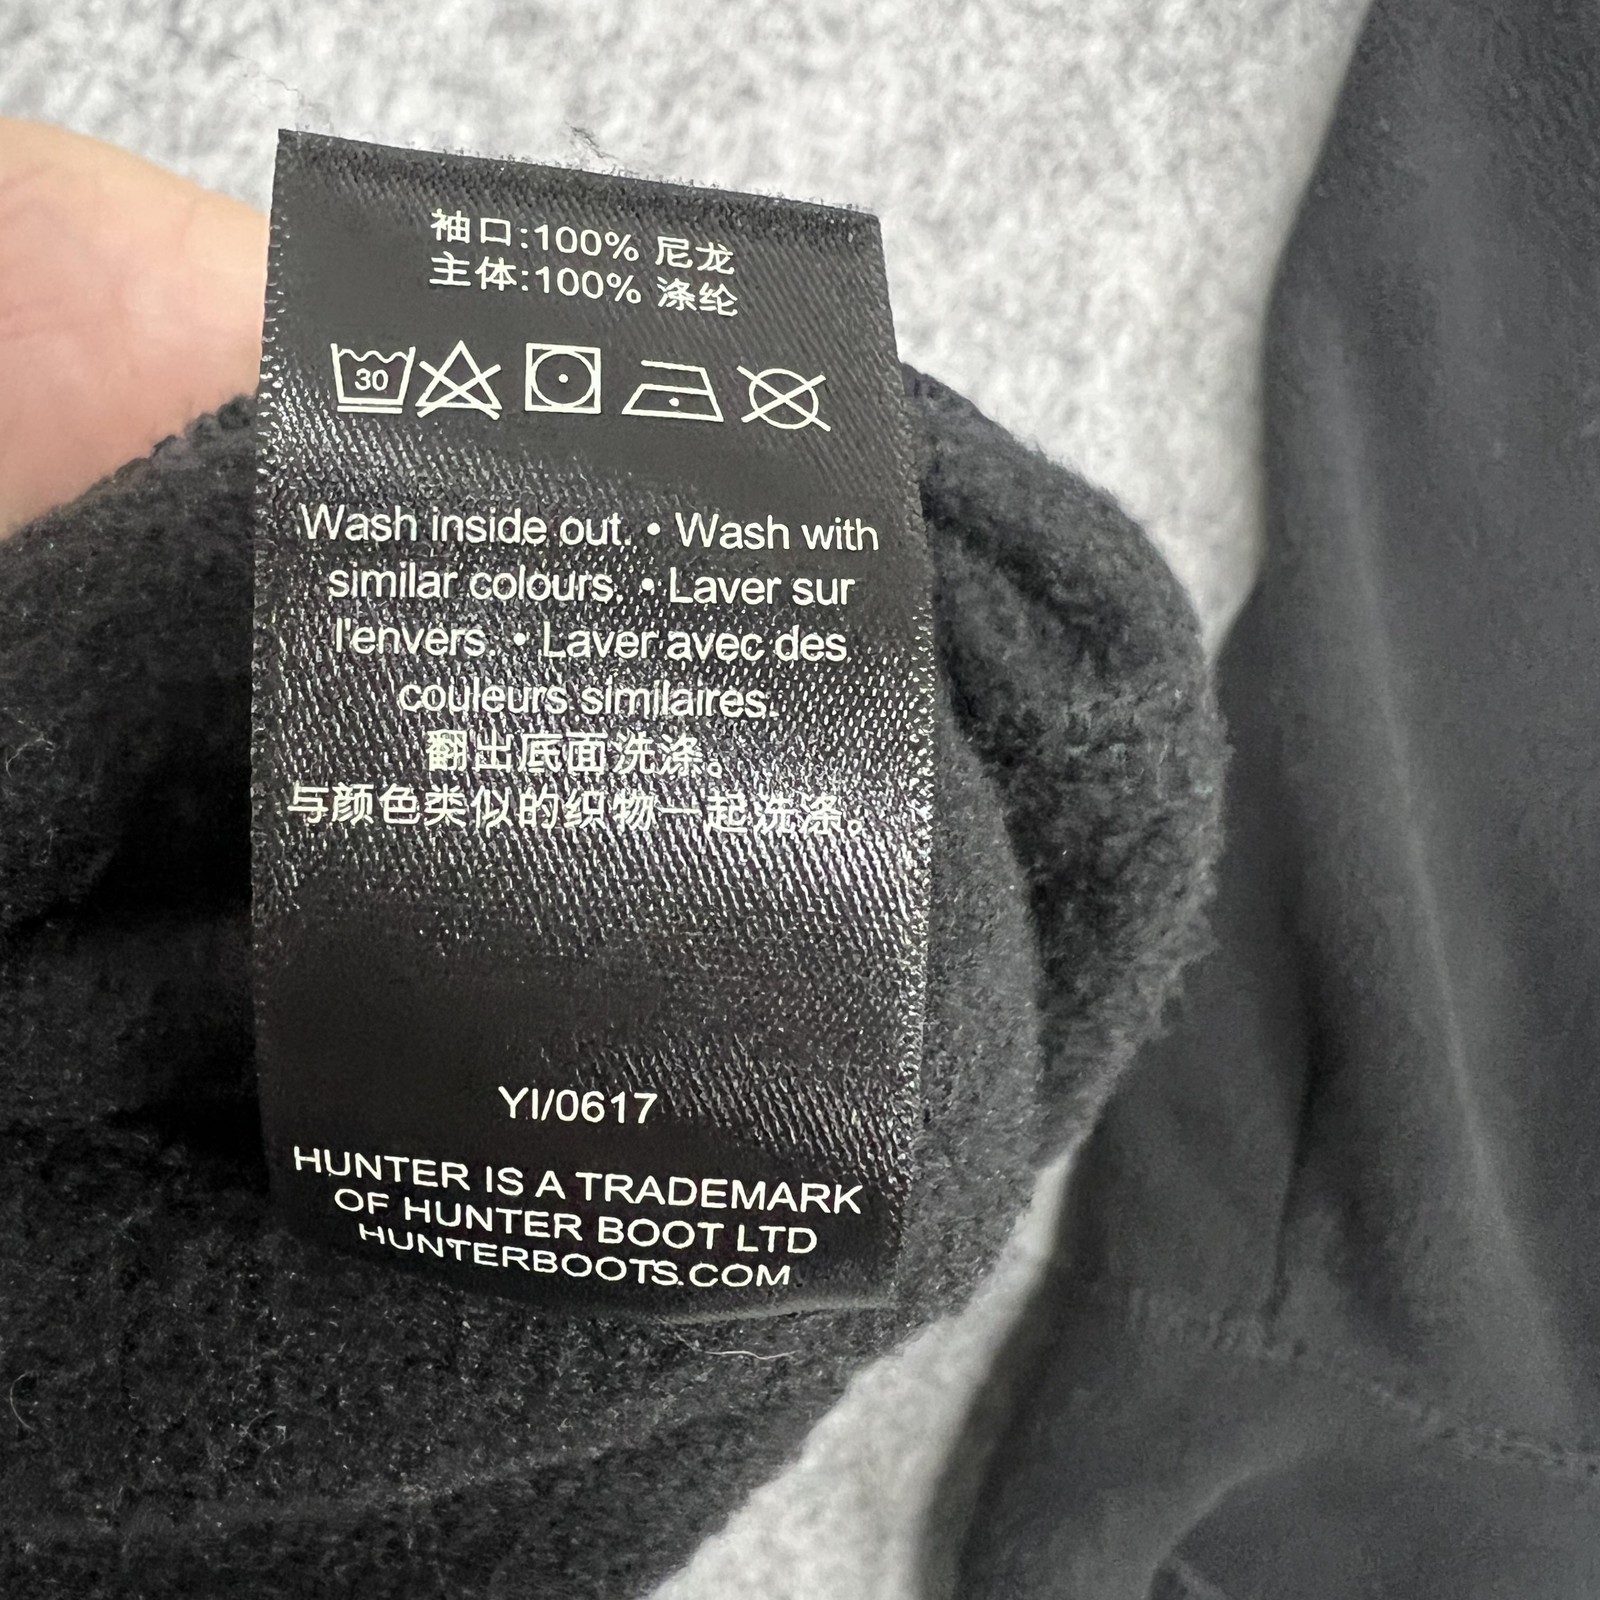 袖口:100% 尼龙
主体:100% 涤纶
30
Wash inside out. • Wash with
similar colours. • Laver sur
l'envers. • Laver avec des
couleurs similaires.
翻出底面洗涤。
与颜色类似的织物一起洗涤。
YI/0617
HUNTER IS A TRADEMARK
OF HUNTER BOOT LTD
HUNTERBOOTS.COM